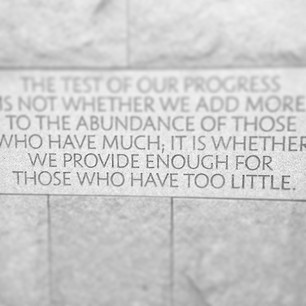 THE TEST OF OUR PROGRESS
IS NOT WHETHER WE ADD MORE
TO THE ABUNDANCE OF THOSE
WHO HAVE MUCH; IT IS WHETHER
WE PROVIDE ENOUGH FOR
THOSE WHO HAVE TOO LITTLE.